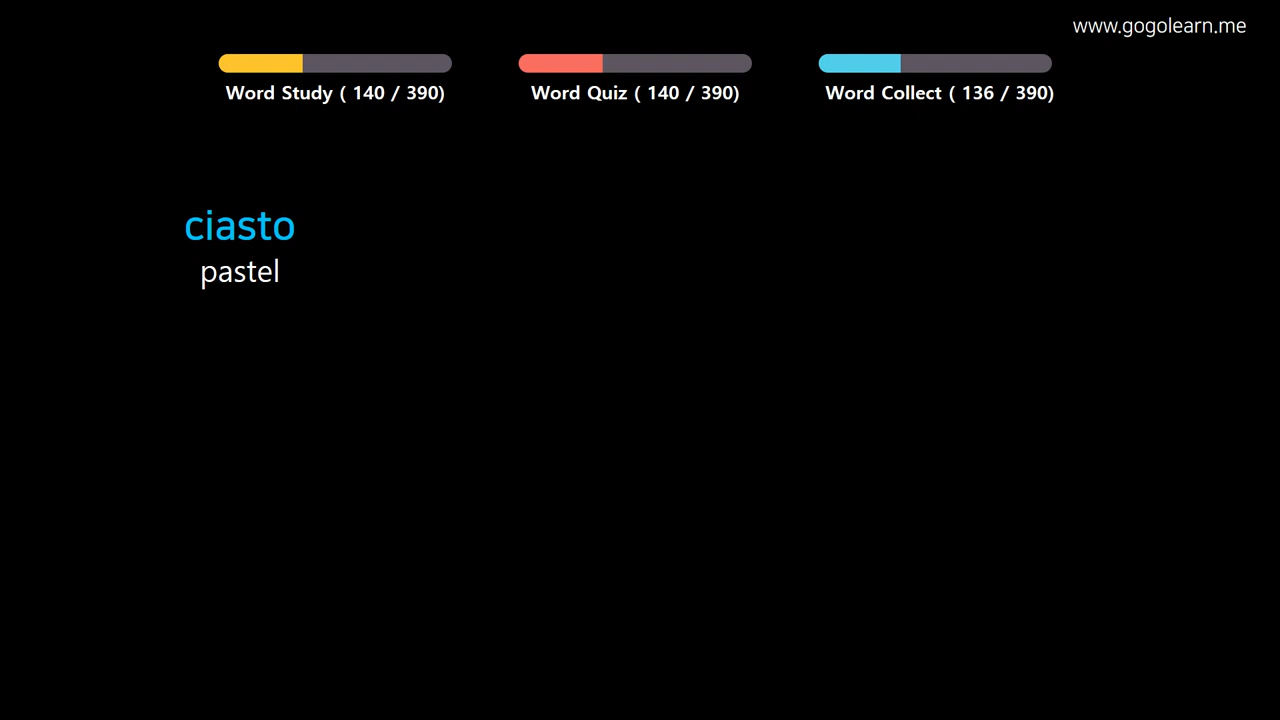 www.gogolearn.me
Word Study ( 140 / 390)
Word Quiz ( 140 / 390)
Word Collect ( 136 / 390)
ciasto
pastel